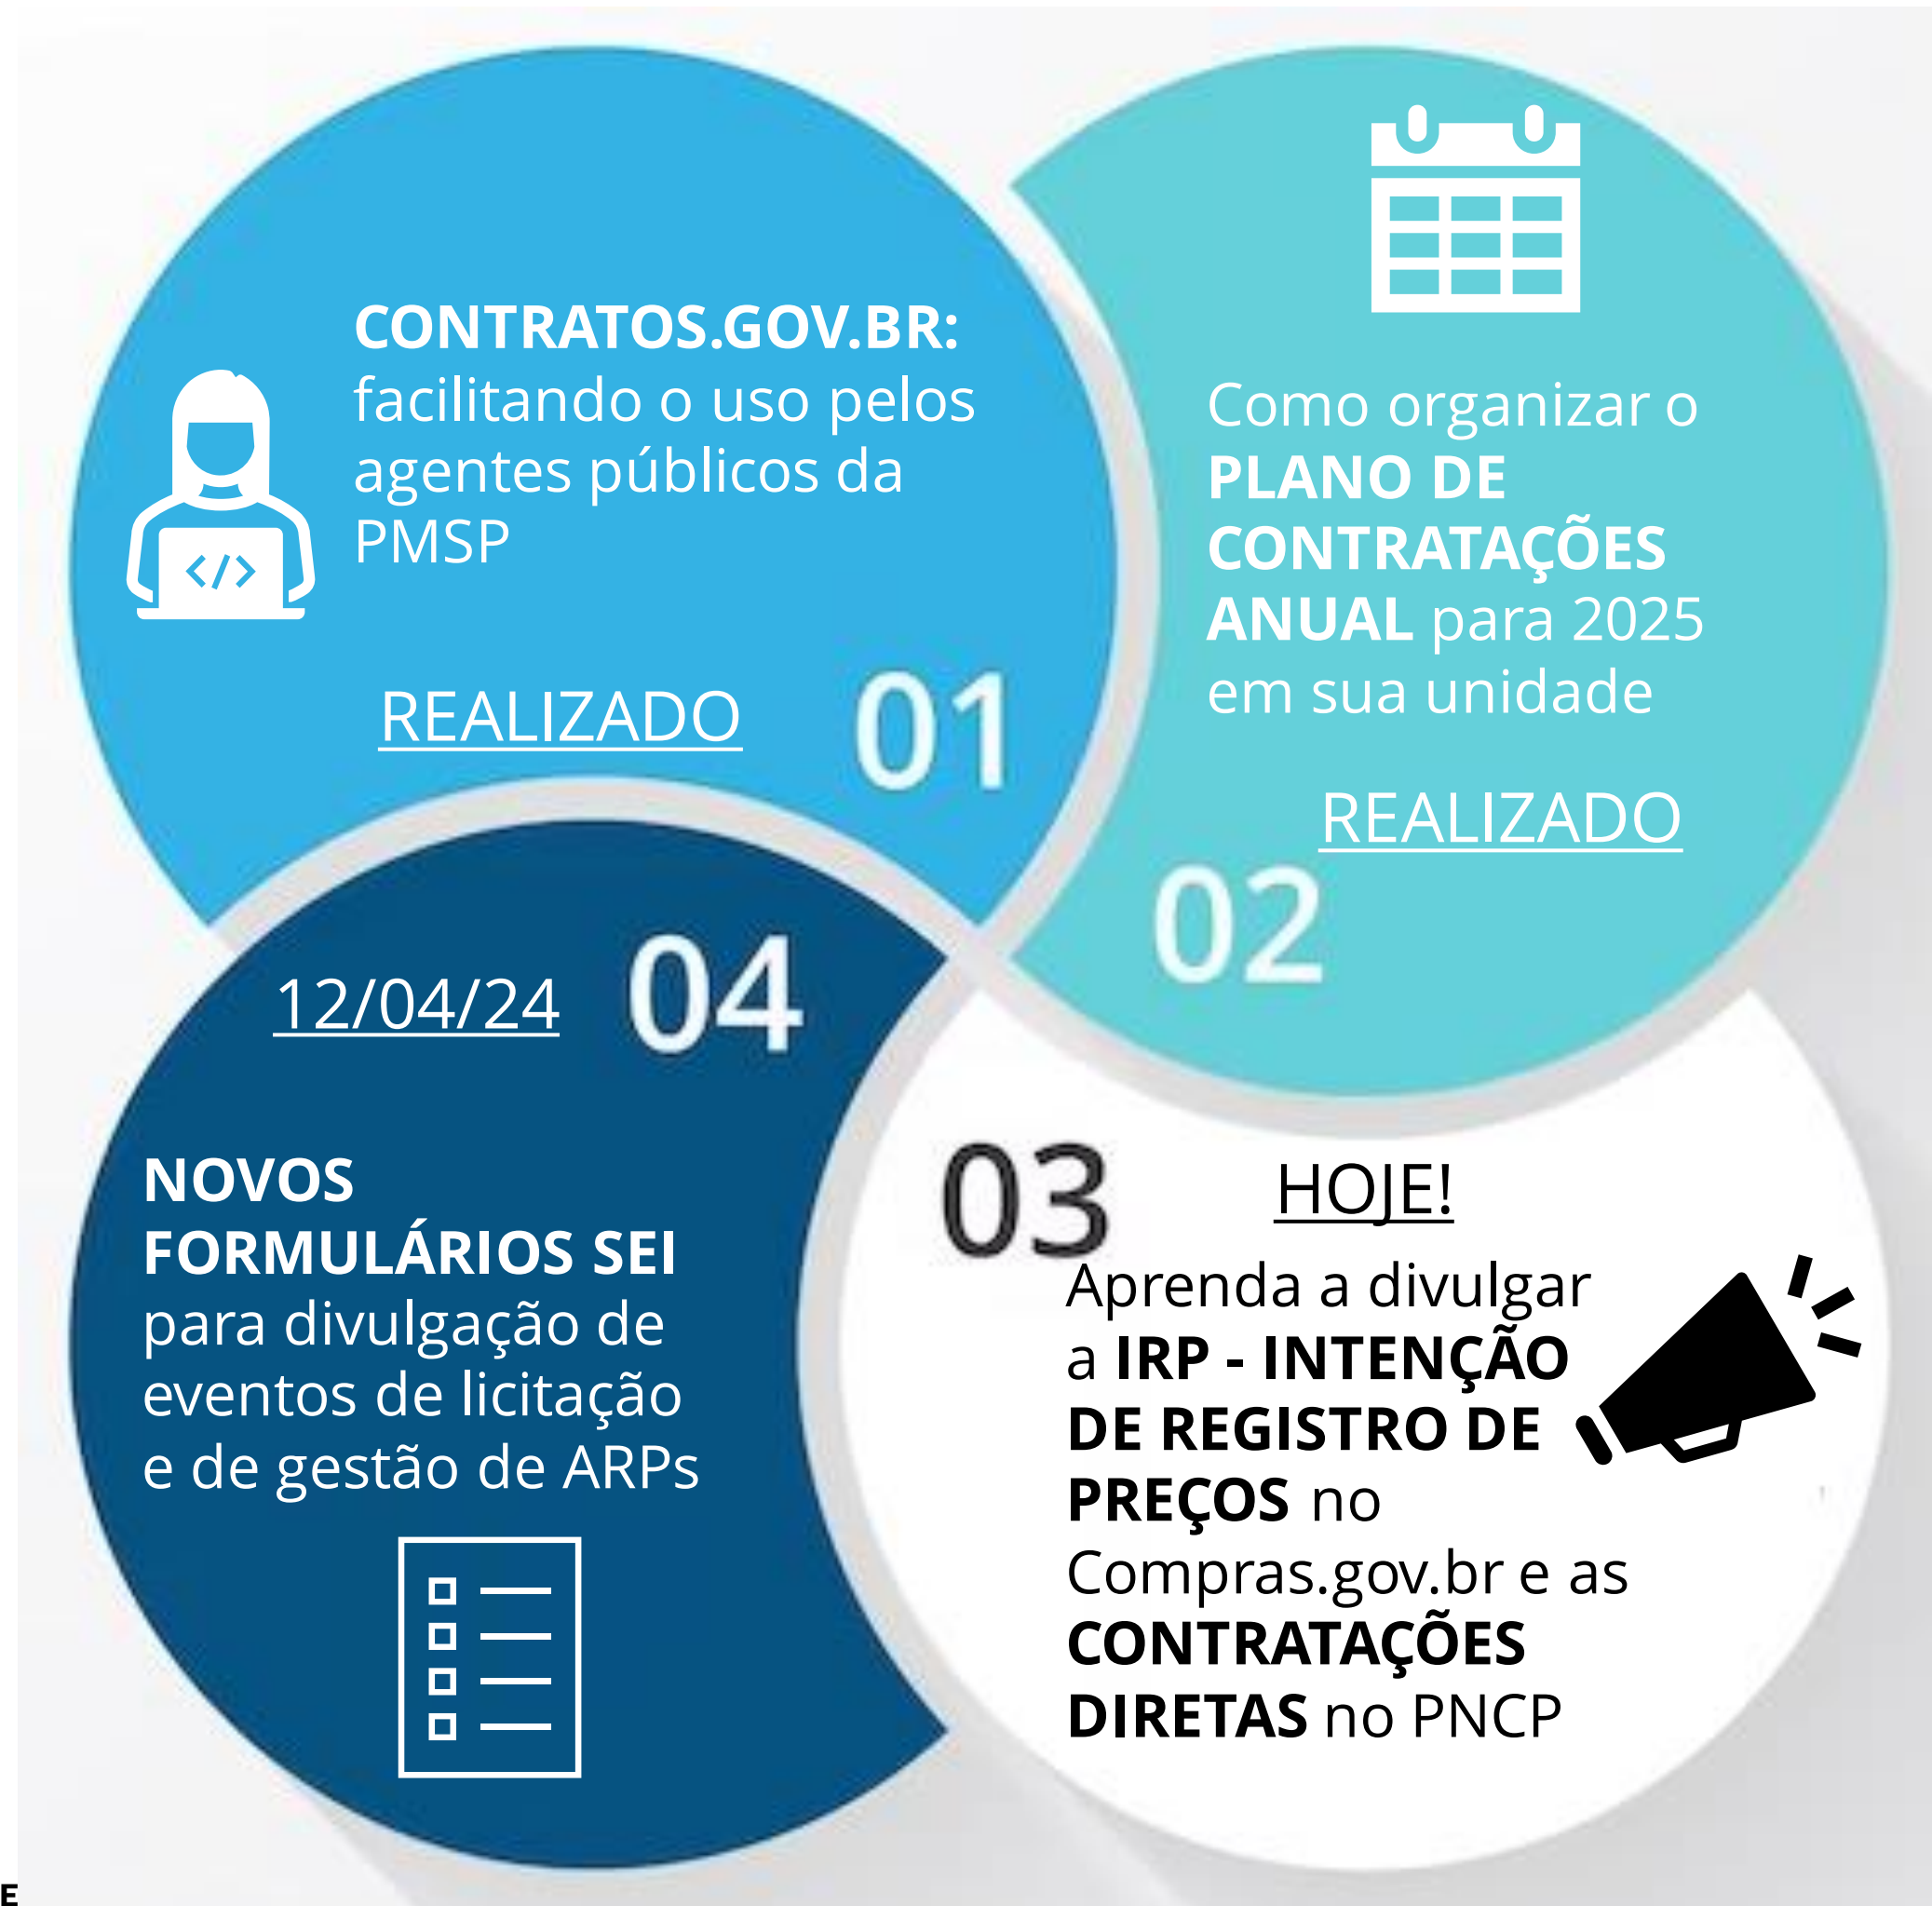 CONTRATOS.GOV.BR:
facilitando o uso pelos
agentes públicos da
PMSP
REALIZADO
01
Como organizar o
PLANO DE
CONTRATAÇÕES
ANUAL para 2025
em sua unidade
REALIZADO
02
03
HOJE!
Aprenda a divulgar
a IRP - INTENÇÃO
DE REGISTRO DE
PREÇOS no
Compras.gov.br e as
CONTRATAÇÕES
DIRETAS no PNCP
12/04/24
04
NOVOS
FORMULÁRIOS SEI
para divulgação de
eventos de licitação
e de gestão de ARPs
E